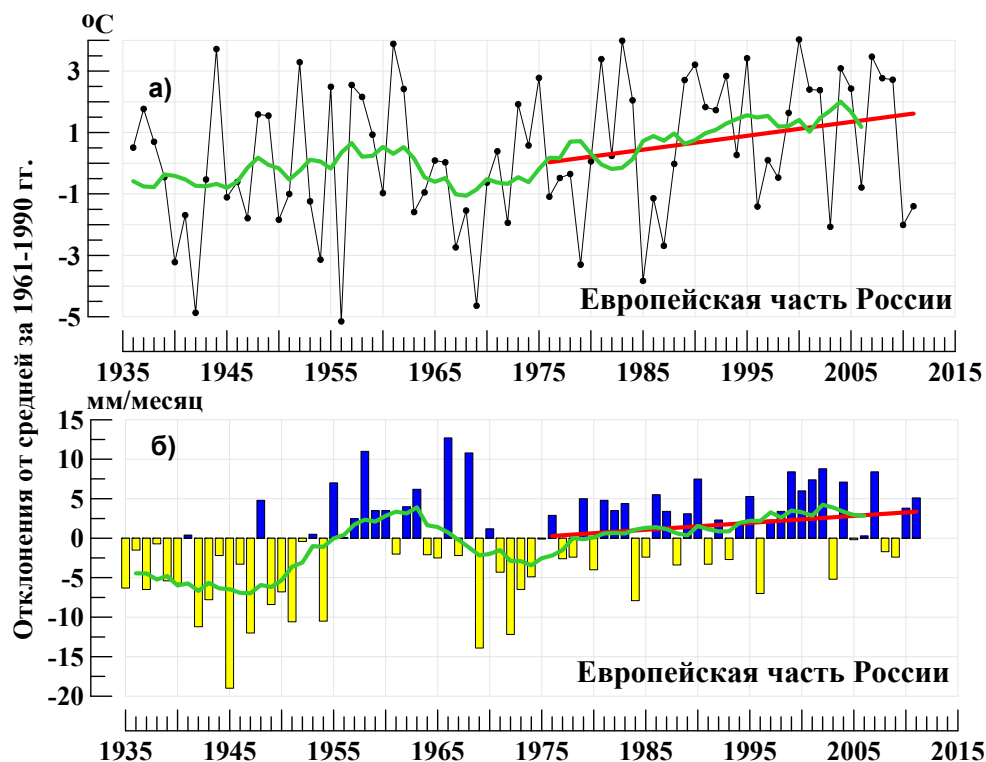 Отклонения от средней за 1961-1990 гг.
оС
а)
3
1
-1
-3
-5
Европейская часть России
1935 1945 1955 1965 1975 1985 1995 2005 2015
мм/месяц
б)
15
10
5
0
-5
-10
-15
-20
Европейская часть России
1935 1945 1955 1965 1975 1985 1995 2005 2015